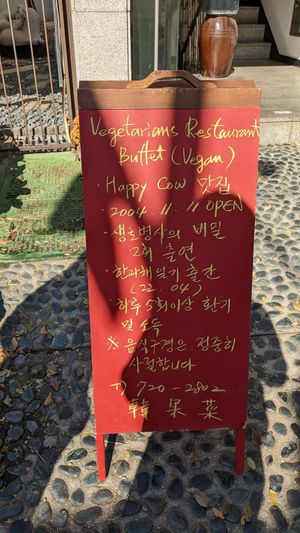 Vegetarians Restaurant
Buffet (Vegan)
· Happy Cow 맛집
· 2004. 11. 11 OPEN
· 생로병사의 비밀
2회 출연
· 한과채 일기 출간
(22. 04)
· 하루 5회이상 환기
및 소독
※ 음식구경은 정중히
사절합니다
T) 720-2802
韓 果 菜